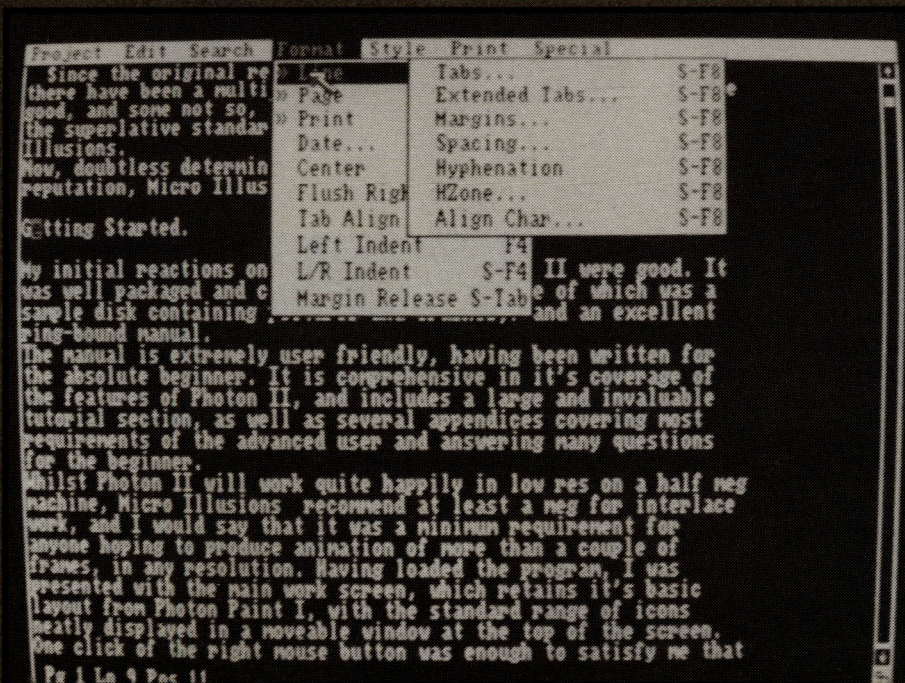 Project Edit Search Format Style Print Special
Since the original re
there have been a multi
good, and some not so,
the superlative standar
Illusions.
Now, doubtless determin
reputation, Micro Illus
» Line
» Page
» Print
Date...
Center
Flush Righ
Tab Align
Left Indent F4
L/R Indent S-F4
Margin Release S-Tab
Tabs... S-F8
Extended Tabs... S-F8
Margins... S-F8
Spacing... S-F8
Hyphenation S-F8
HZone... S-F8
Align Char... S-F8
e
Getting Started.
My initial reactions on II were good. It
was well packaged and c e of which was a
sample disk containing and an excellent
ring-bound manual.
The manual is extremely user friendly, having been written for
the absolute beginner. It is comprehensive in it's coverage of
the features of Photon II, and includes a large and invaluable
tutorial section, as well as several appendices covering most
requirements of the advanced user and answering many questions
for the beginner.
Whilst Photon II will work quite happily in low res on a half meg
machine, Micro Illusions recommend at least a meg for interlace
work, and I would say that it was a minimum requirement for
anyone hoping to produce animation of more than a couple of
frames, in any resolution. Having loaded the program, I was
presented with the main work screen, which retains it's basic
layout from Photon Paint I, with the standard range of icons
neatly displayed in a moveable window at the top of the screen.
One click of the right mouse button was enough to satisfy me that
Pg 1 Ln 9 Pos 11